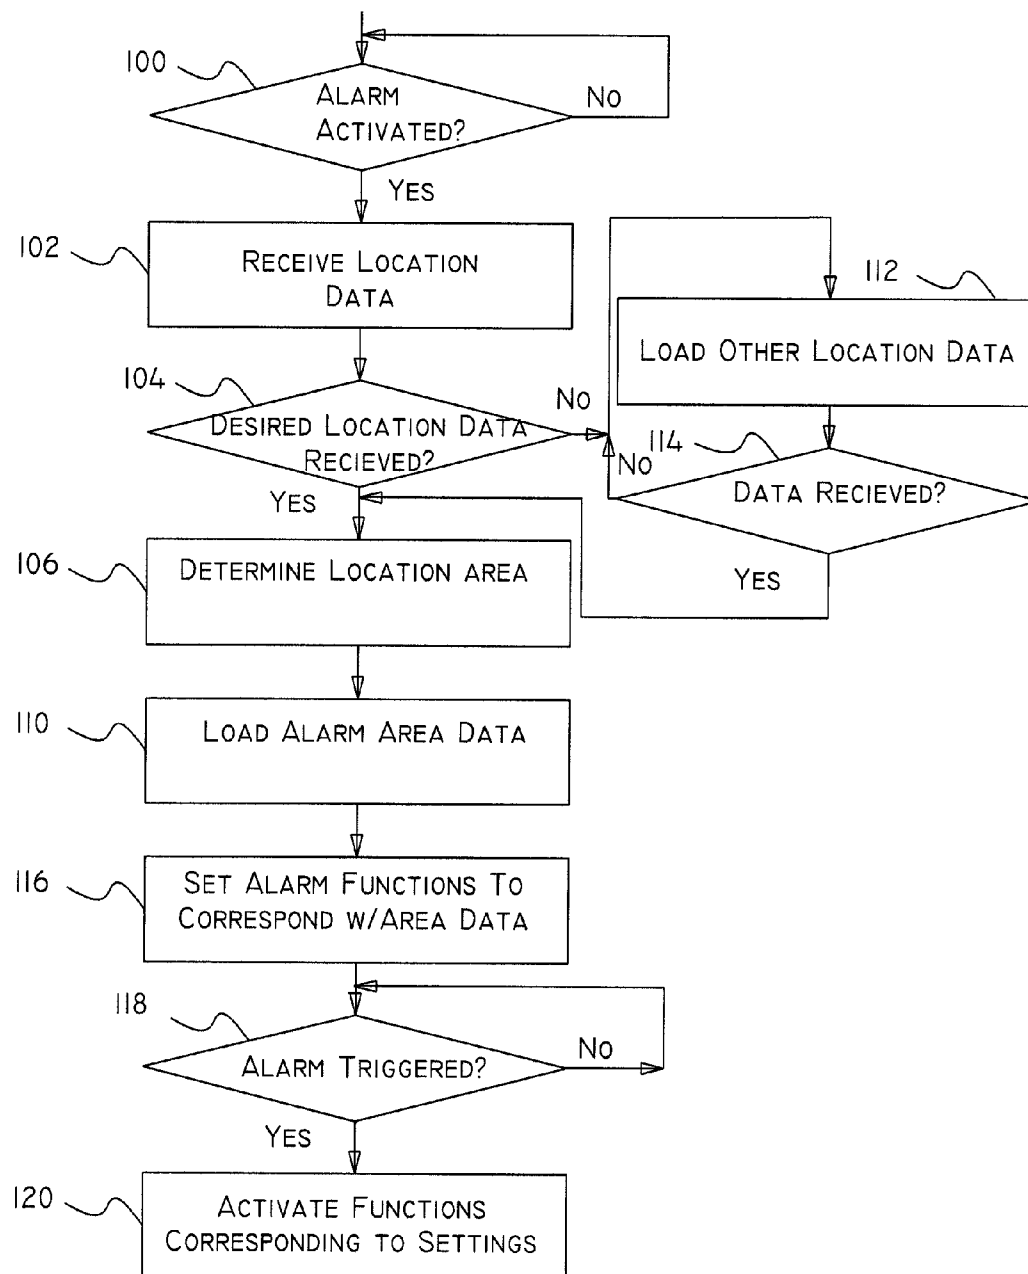 100
ALARM
ACTIVATED?
NO
YES
102
RECEIVE LOCATION
DATA
112
LOAD OTHER LOCATION DATA
104
DESIRED LOCATION DATA
RECIEVED?
NO
YES
114
DATA RECIEVED?
NO
YES
106
DETERMINE LOCATION AREA
110
LOAD ALARM AREA DATA
116
SET ALARM FUNCTIONS TO
CORRESPOND W/AREA DATA
118
ALARM TRIGGERED?
NO
YES
120
ACTIVATE FUNCTIONS
CORRESPONDING TO SETTINGS